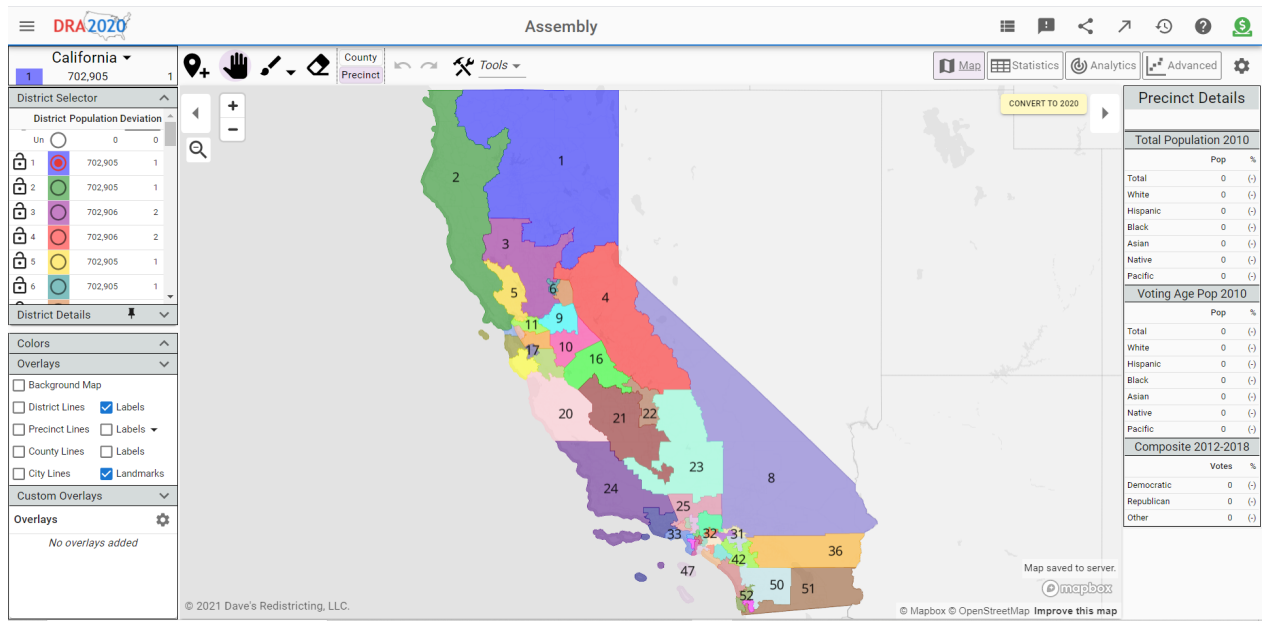 DRA2020
Assembly
California
1 702,905 1
County
Precinct
Tools
Map
Statistics
Analytics
Advanced
District Selector
District Population Deviation
Un 0 0
1 702,905 1
2 702,905 1
3 702,906 2
4 702,906 2
5 702,905 1
6 702,905 1
District Details
Colors
Overlays
Background Map
District Lines Labels
Precinct Lines Labels
County Lines Labels
City Lines Landmarks
Custom Overlays
Overlays
No overlays added
+
−
CONVERT TO 2020
1
2
3
4
5
6
9
11
10
17
16
20
21
22
23
8
24
25
33
32
31
42
36
47
50
51
52
Map saved to server.
mapbox
© 2021 Dave's Redistricting, LLC.
© Mapbox © OpenStreetMap Improve this map
Precinct Details
Total Population 2010
Pop %
Total 0 (-)
White 0 (-)
Hispanic 0 (-)
Black 0 (-)
Asian 0 (-)
Native 0 (-)
Pacific 0 (-)
Voting Age Pop 2010
Pop %
Total 0 (-)
White 0 (-)
Hispanic 0 (-)
Black 0 (-)
Asian 0 (-)
Native 0 (-)
Pacific 0 (-)
Composite 2012-2018
Votes %
Democratic 0 (-)
Republican 0 (-)
Other 0 (-)